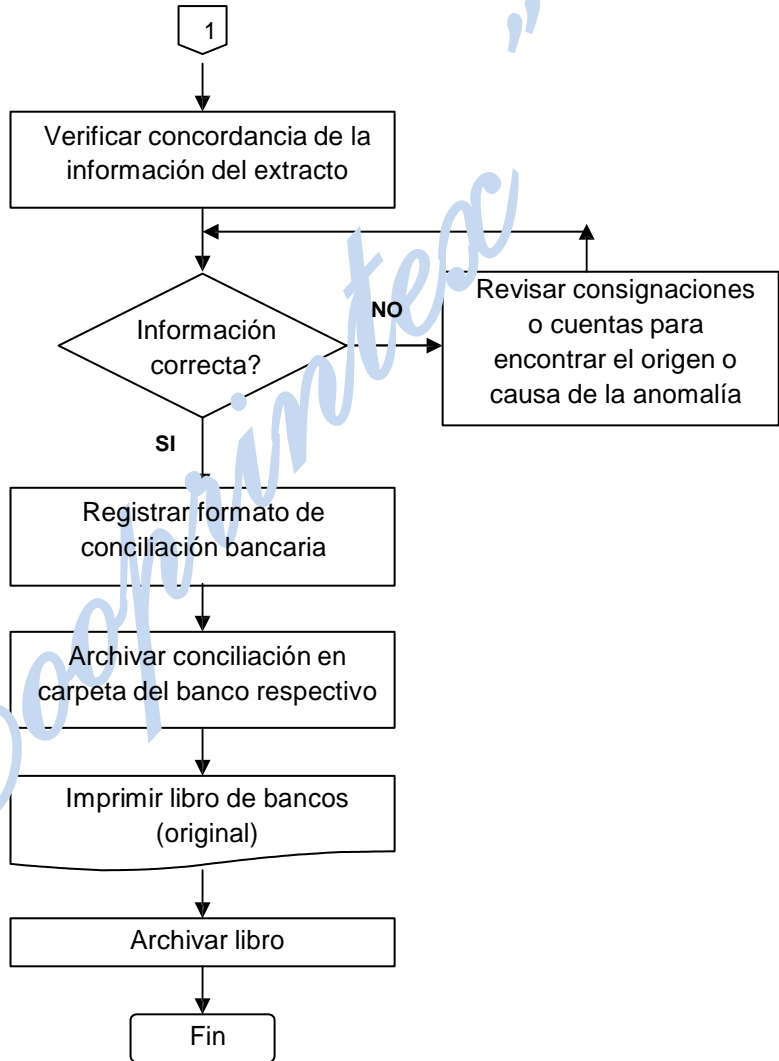 1
Verificar concordancia de la
información del extracto
Información
correcta?
NO
Revisar consignaciones
o cuentas para
encontrar el origen o
causa de la anomalía
SI
Registrar formato de
conciliación bancaria
Archivar conciliación en
carpeta del banco respectivo
Imprimir libro de bancos
(original)
Archivar libro
Fin